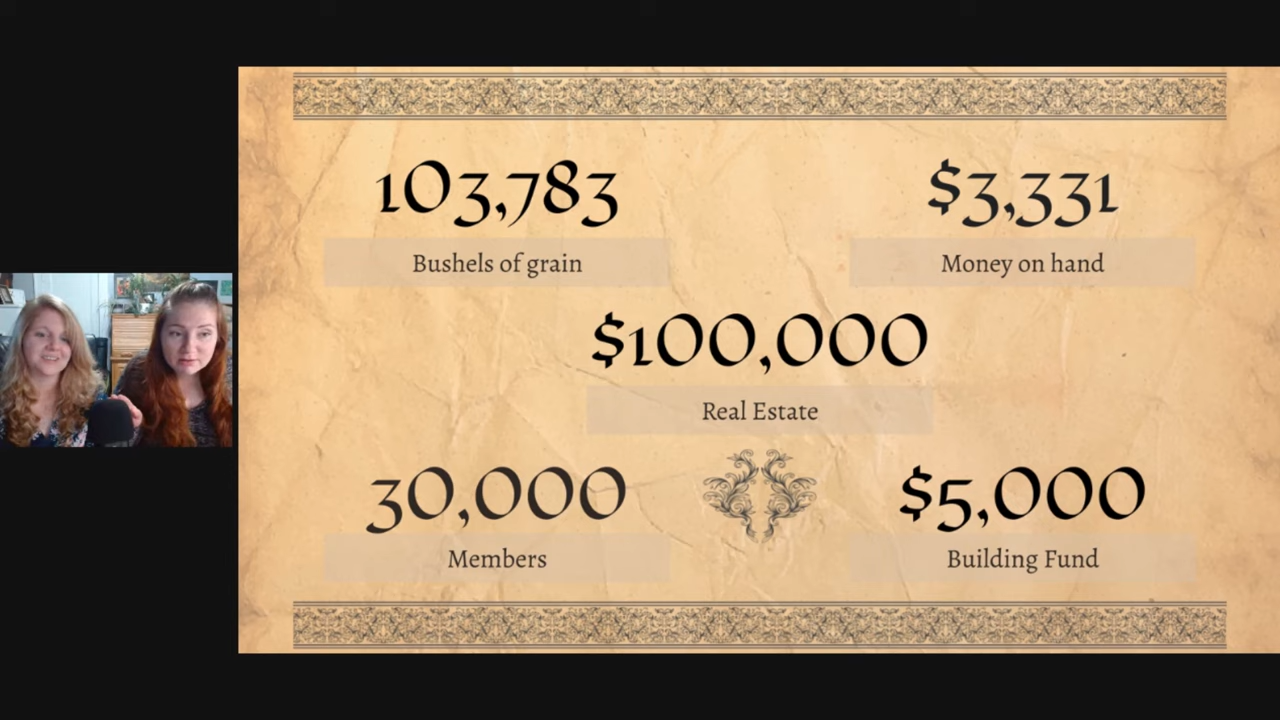 103,783
Bushels of grain
$3,331
Money on hand
$100,000
Real Estate
30,000
Members
$5,000
Building Fund